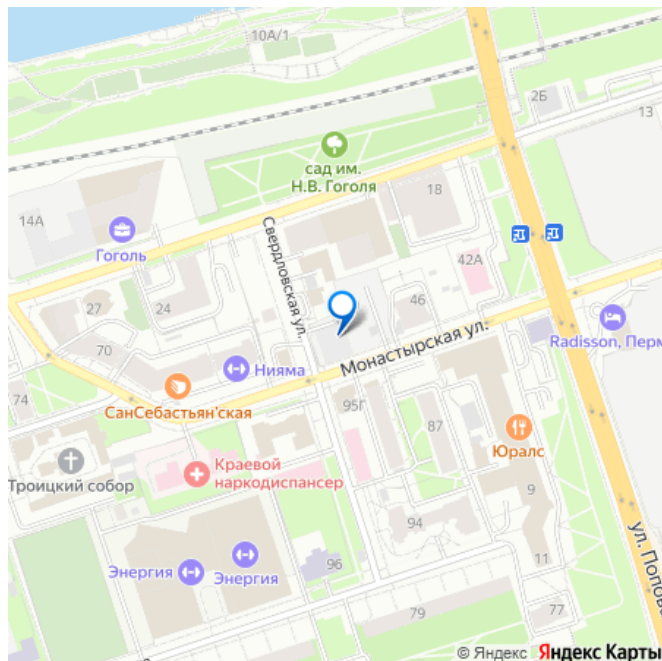 10А/1
2Б
13
сад им.
Н.В. Гоголя
18
14А
Гоголь
Свердловская ул.
42А
27
24
46
Radisson, Перм
70
Нияма
Монастырская ул.
74
СанСебастьян'ская
95Г
87
Юралс
Троицкий собор
Краевой
наркодиспансер
9
94
ул. Попова
Энергия
Энергия
96
11
79
77
© Яндекс Яндекс Карты